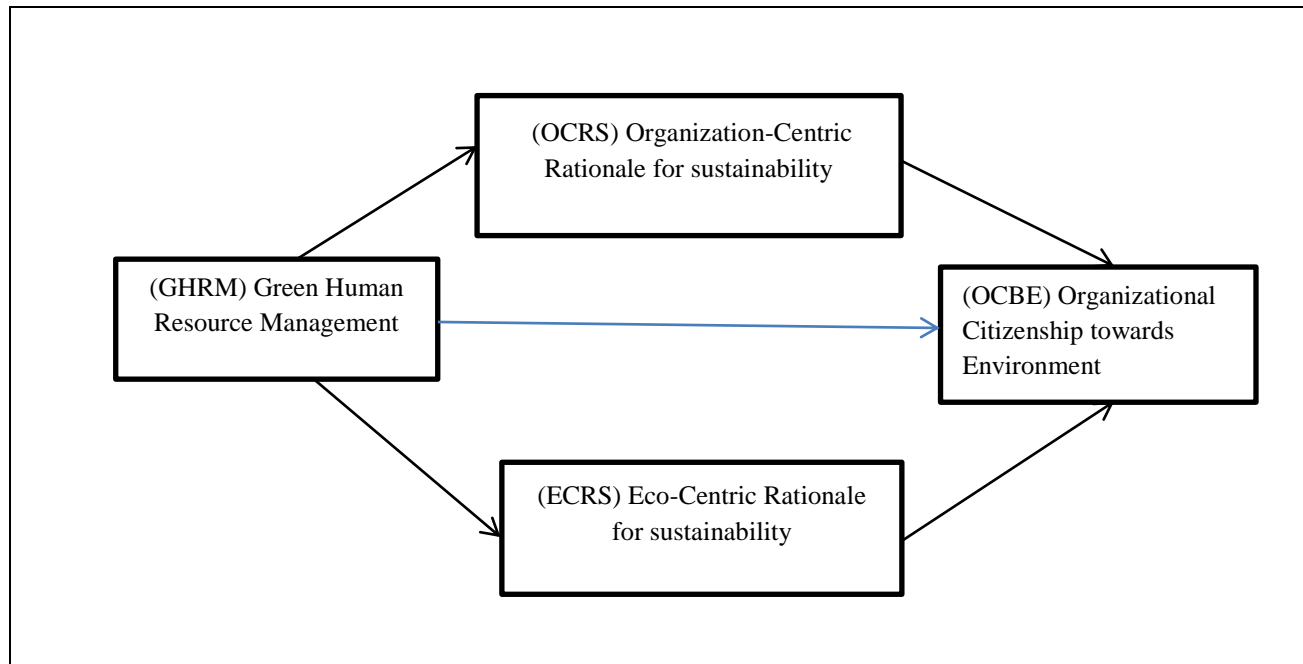 (OCRS) Organization-Centric
Rationale for sustainability
(GHRM) Green Human
Resource Management
(OCBE) Organizational
Citizenship towards
Environment
(ECRS) Eco-Centric Rationale
for sustainability